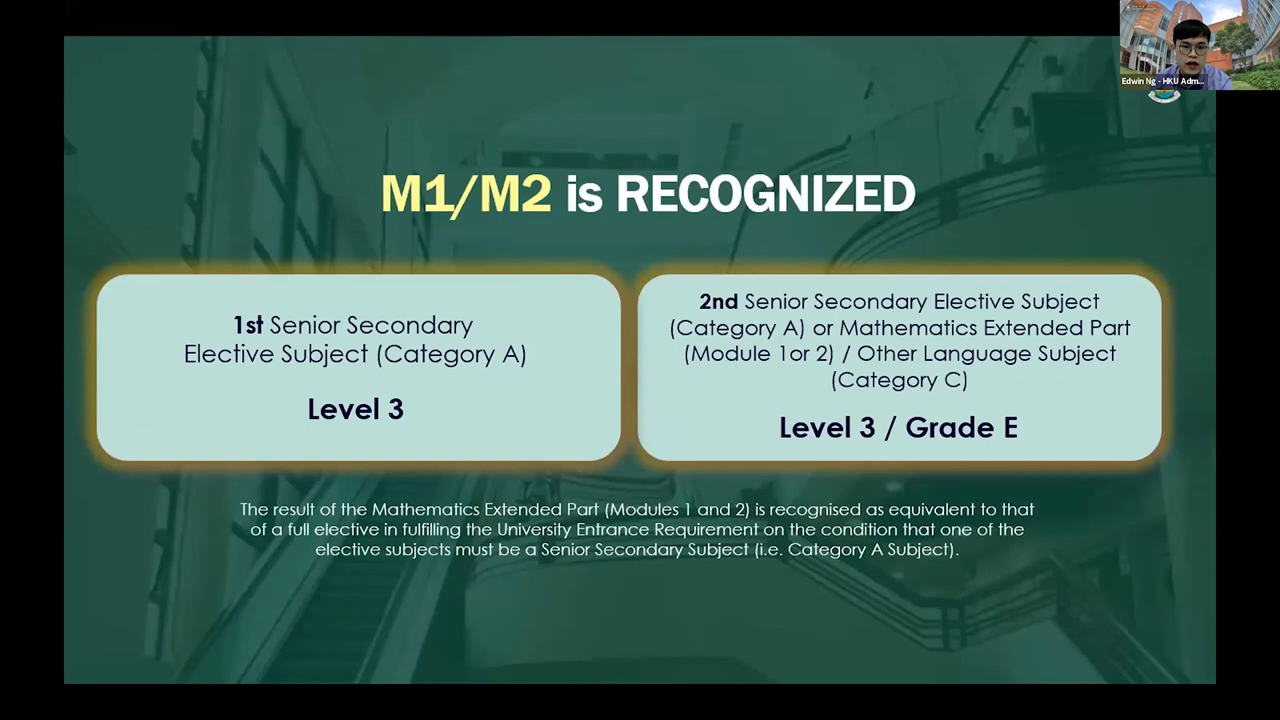 Edwin Ng - HKU Adm...
M1/M2 is RECOGNIZED
1st Senior Secondary
Elective Subject (Category A)
Level 3
2nd Senior Secondary Elective Subject
(Category A) or Mathematics Extended Part
(Module 1or 2) / Other Language Subject
(Category C)
Level 3 / Grade E
The result of the Mathematics Extended Part (Modules 1 and 2) is recognised as equivalent to that
of a full elective in fulfilling the University Entrance Requirement on the condition that one of the
elective subjects must be a Senior Secondary Subject (i.e. Category A Subject).